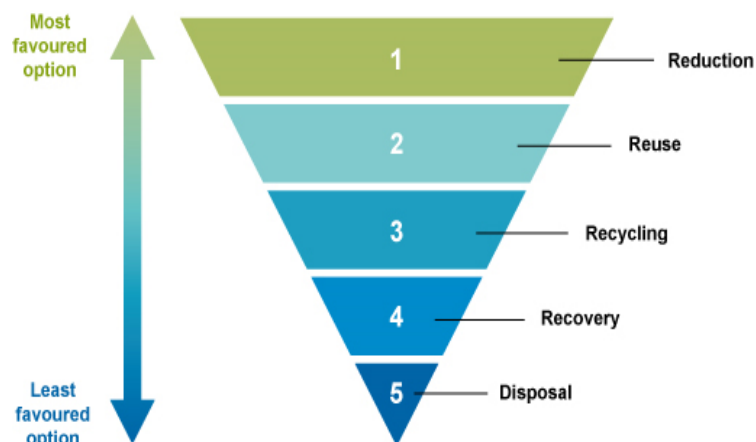 Most
favoured
option
1
Reduction
2
Reuse
3
Recycling
4
Recovery
Least
favoured
option
5
Disposal